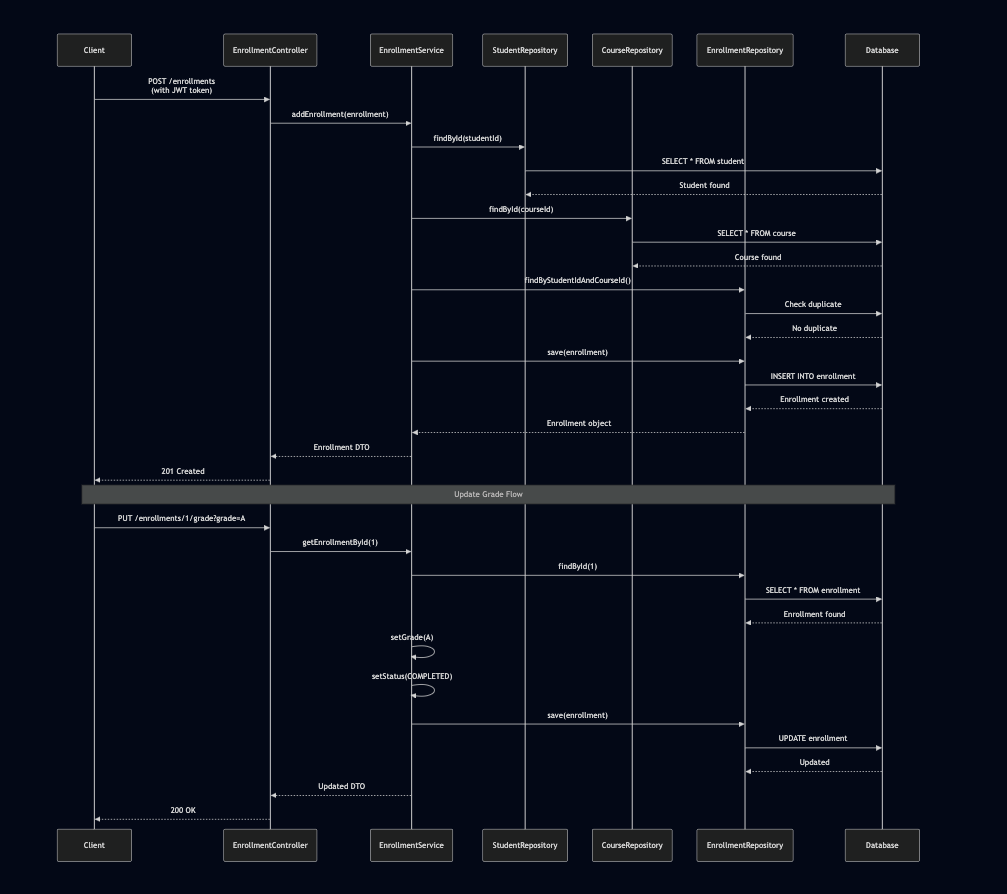 Client
EnrollmentController
EnrollmentService
StudentRepository
CourseRepository
EnrollmentRepository
Database
POST /enrollments
(with JWT token)
addEnrollment(enrollment)
findById(studentId)
SELECT * FROM student
Student found
findById(courseId)
SELECT * FROM course
Course found
findByStudentIdAndCourseId()
Check duplicate
No duplicate
save(enrollment)
INSERT INTO enrollment
Enrollment created
Enrollment object
Enrollment DTO
201 Created
Update Grade Flow
PUT /enrollments/1/grade?grade=A
getEnrollmentById(1)
findById(1)
SELECT * FROM enrollment
Enrollment found
setGrade(A)
setStatus(COMPLETED)
save(enrollment)
UPDATE enrollment
Updated
Updated DTO
200 OK
Client
EnrollmentController
EnrollmentService
StudentRepository
CourseRepository
EnrollmentRepository
Database